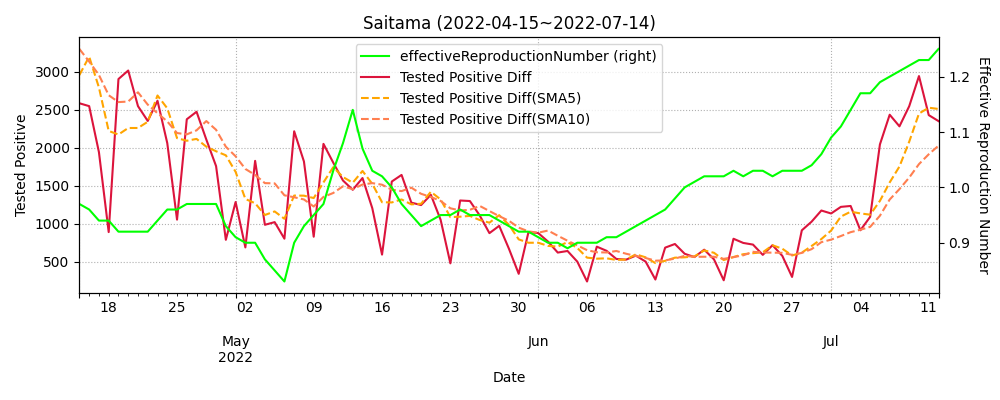 Saitama (2022-04-15~2022-07-14)
effectiveReproductionNumber (right)
Tested Positive Diff
Tested Positive Diff(SMA5)
Tested Positive Diff(SMA10)
Tested Positive
3000
2500
2000
1500
1000
500
1.2
1.1
1.0
0.9
Effective Reproduction Number
18 25 02 09 16 23 30 06 13 20 27 04 11
May Jun Jul
2022
Date